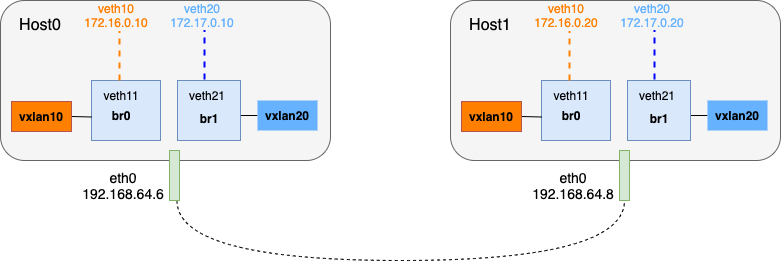 Host0
veth10
172.16.0.10
veth20
172.17.0.10
veth11
br0
veth21
br1
vxlan10
vxlan20
eth0
192.168.64.6
Host1
veth10
172.16.0.20
veth20
172.17.0.20
veth11
br0
veth21
br1
vxlan10
vxlan20
eth0
192.168.64.8